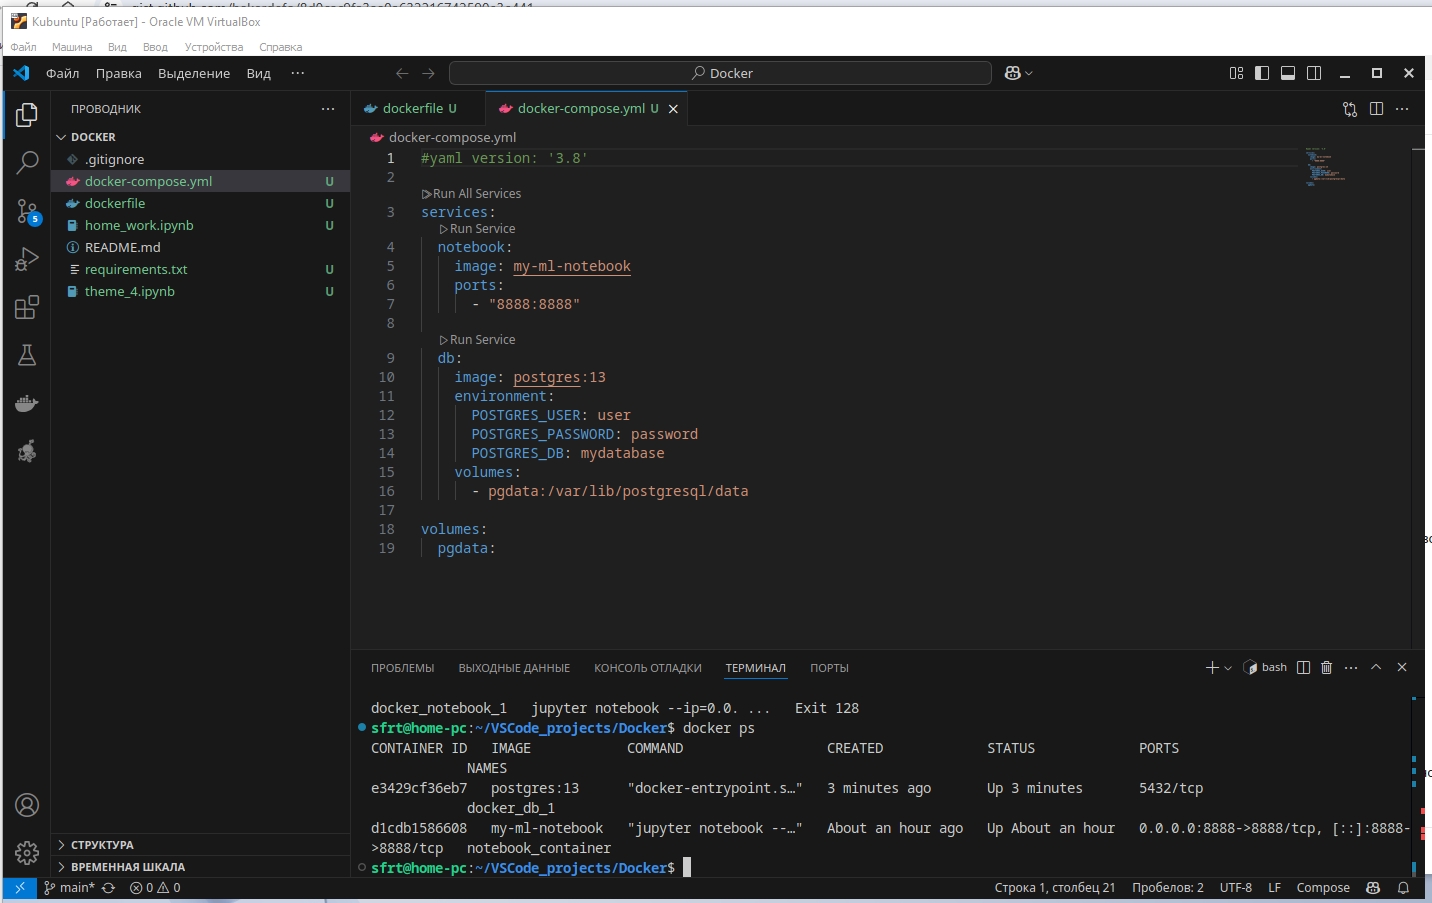 Kubuntu [Работает] - Oracle VM VirtualBox
Файл Машина Вид Ввод Устройства Справка
Файл Правка Выделение Вид ··· Docker
ПРОВОДНИК ···
dockerfile U docker-compose.yml U
DOCKER
.gitignore
docker-compose.yml U
dockerfile U
home_work.ipynb U
README.md
requirements.txt U
theme_4.ipynb U
5
СТРУКТУРА
ВРЕМЕННАЯ ШКАЛА
docker-compose.yml
1 #yaml version: '3.8'
2
Run All Services
3 services:
Run Service
4 notebook:
5 image: my-ml-notebook
6 ports:
7 - "8888:8888"
8
Run Service
9 db:
10 image: postgres:13
11 environment:
12 POSTGRES_USER: user
13 POSTGRES_PASSWORD: password
14 POSTGRES_DB: mydatabase
15 volumes:
16 - pgdata:/var/lib/postgresql/data
17
18 volumes:
19 pgdata:
ПРОБЛЕМЫ ВЫХОДНЫЕ ДАННЫЕ КОНСОЛЬ ОТЛАДКИ ТЕРМИНАЛ ПОРТЫ bash
docker_notebook_1 jupyter notebook --ip=0.0. ... Exit 128
sfrt@home-pc:~/VSCode_projects/Docker$ docker ps
CONTAINER ID IMAGE COMMAND CREATED STATUS PORTS
NAMES
e3429cf36eb7 postgres:13 "docker-entrypoint.s…" 3 minutes ago Up 3 minutes 5432/tcp
docker_db_1
d1cdb1586608 my-ml-notebook "jupyter notebook --…" About an hour ago Up About an hour 0.0.0.0:8888->8888/tcp, [::]:8888-
>8888/tcp notebook_container
sfrt@home-pc:~/VSCode_projects/Docker$
main* 0 0 Строка 1, столбец 21 Пробелов: 2 UTF-8 LF Compose